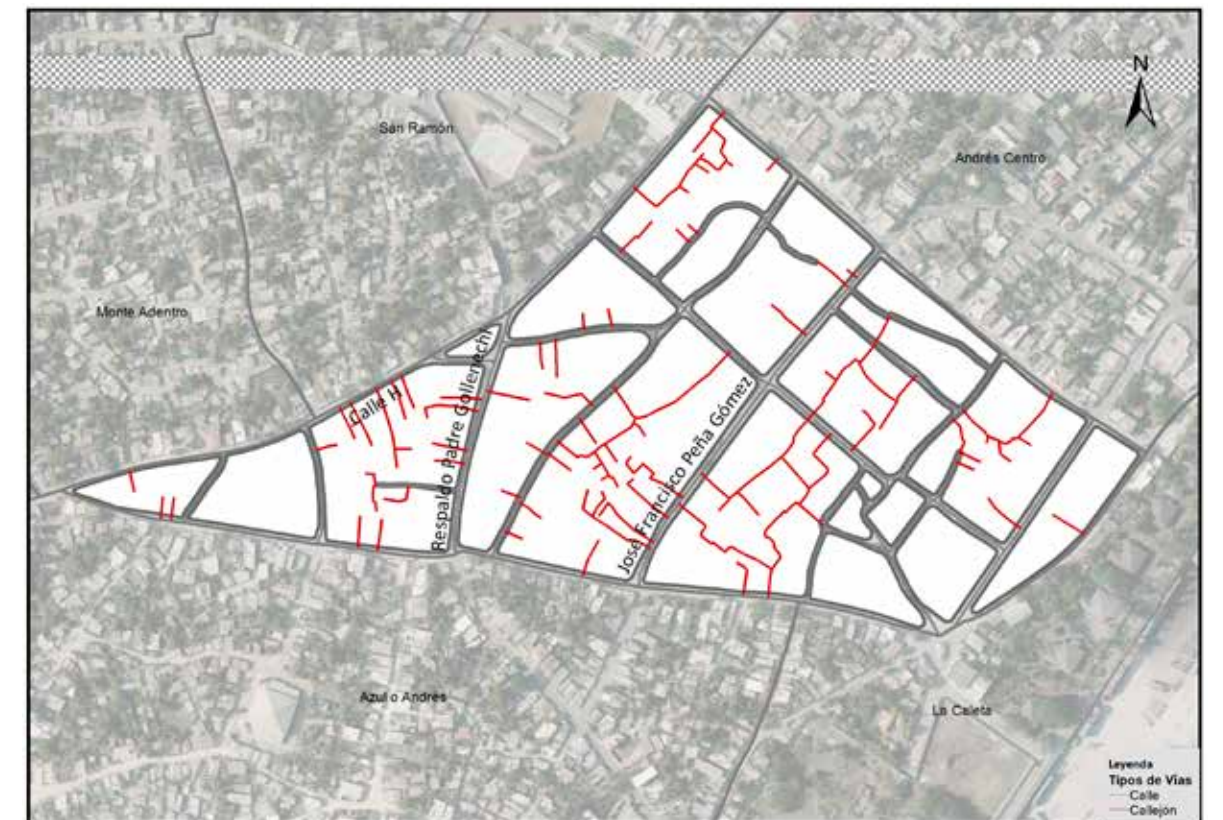 N
San Ramón
Andrés Centro
Monte Adentro
Calle H
Respaldo Padre Gollenechi
José Francisco Peña Gómez
Azul o Andrés
La Caleta
Leyenda
Tipos de Vías
Calle
Callejón